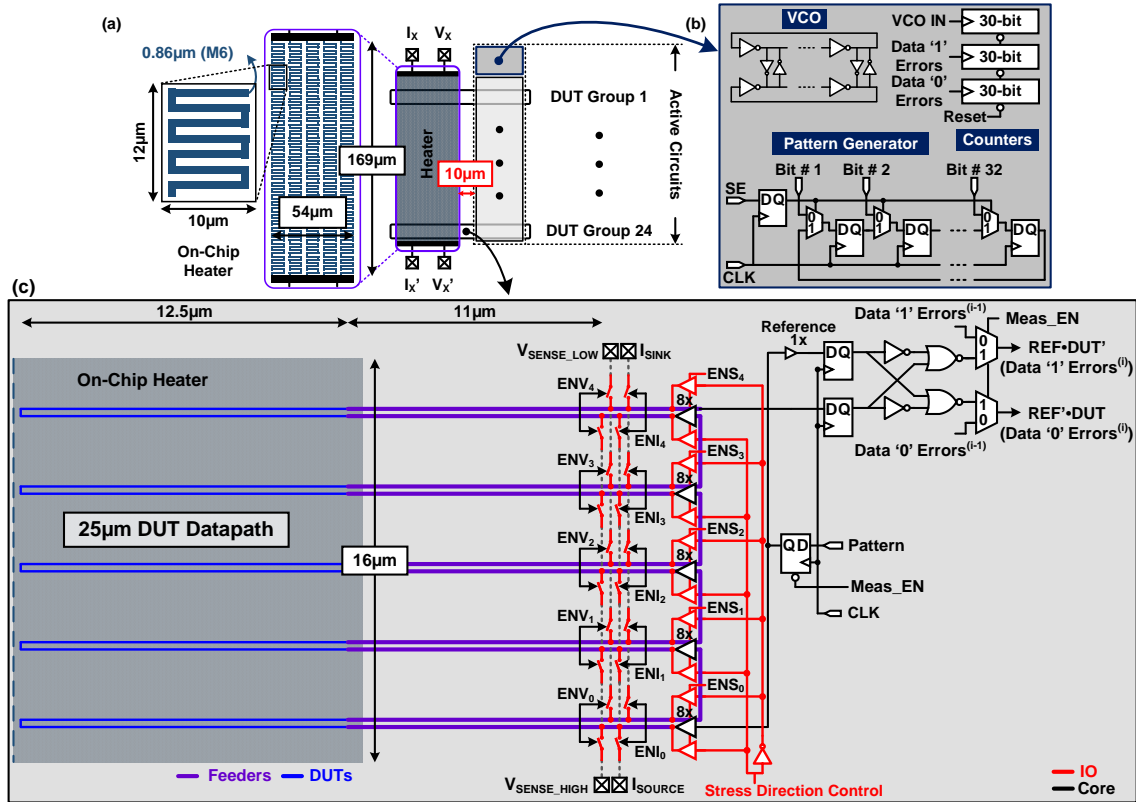 (a)
0.86µm (M6)
12µm
10µm
On-Chip
Heater
169µm
54µm
I_X
V_X
Heater
10µm
I_X’
V_X’
DUT Group 1
DUT Group 24
Active Circuits
(b)
VCO
VCO IN
30-bit
Data ‘1’
Errors
30-bit
Data ‘0’
Errors
30-bit
Reset
Pattern Generator
Counters
Bit # 1
Bit # 2
Bit # 32
SE
DQ
0
1
DQ
0
1
DQ
0
1
DQ
CLK
(c)
12.5µm
11µm
On-Chip Heater
25µm DUT Datapath
16µm
V_SENSE_LOW
I_SINK
ENV_4
ENI_4
ENS_4
8x
ENV_3
ENI_3
ENS_3
8x
ENV_2
ENI_2
ENS_2
8x
ENV_1
ENI_1
ENS_1
8x
ENV_0
ENI_0
ENS_0
8x
V_SENSE_HIGH
I_SOURCE
Stress Direction Control
Reference
1x
DQ
DQ
Data ‘1’ Errors^(i-1)
Meas_EN
0
1
REF•DUT’
(Data ‘1’ Errors^(i))
1
0
REF’•DUT
(Data ‘0’ Errors^(i))
Data ‘0’ Errors^(i-1)
QD
Pattern
Meas_EN
CLK
Feeders
DUTs
IO
Core